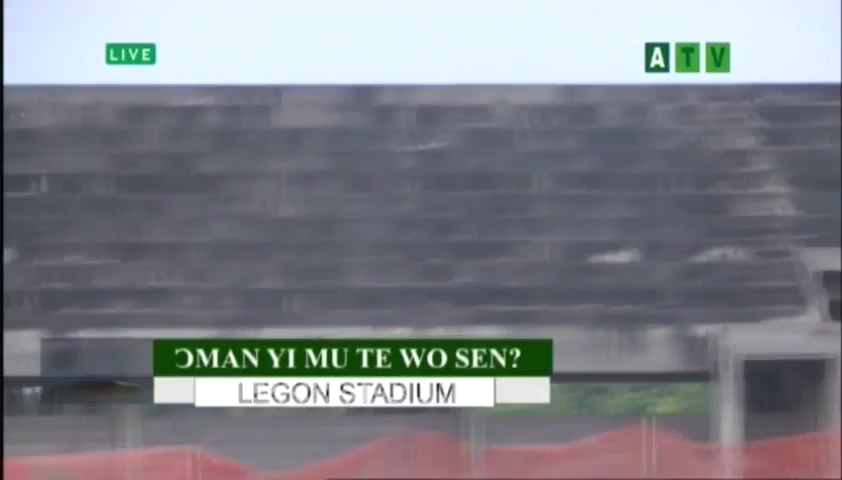 LIVE
ATV
ƆMAN YI MU TE WO SEN?
LEGON STADIUM